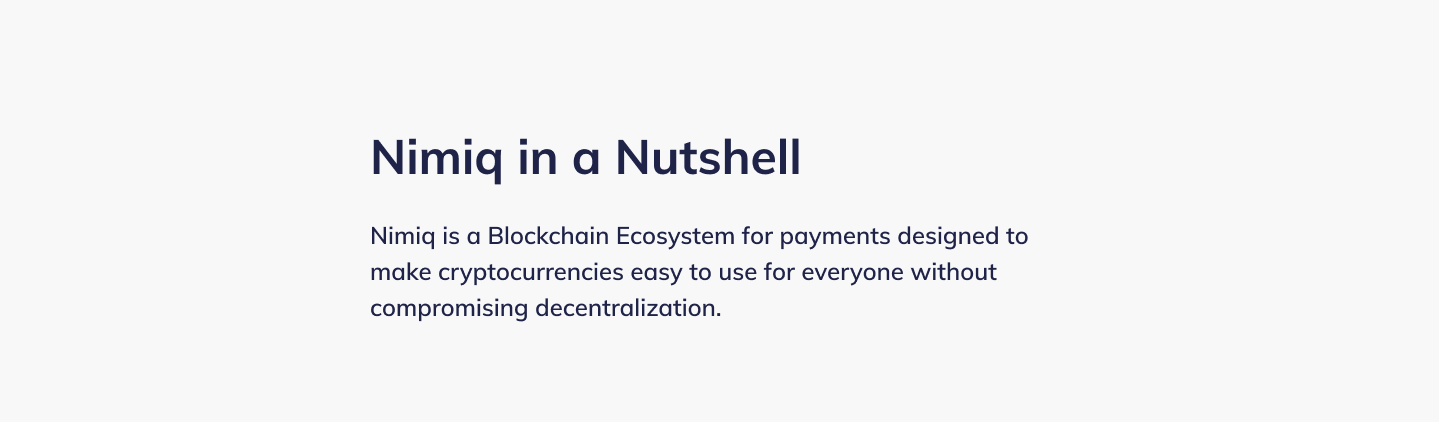 Nimiq in a Nutshell
Nimiq is a Blockchain Ecosystem for payments designed to
make cryptocurrencies easy to use for everyone without
compromising decentralization.